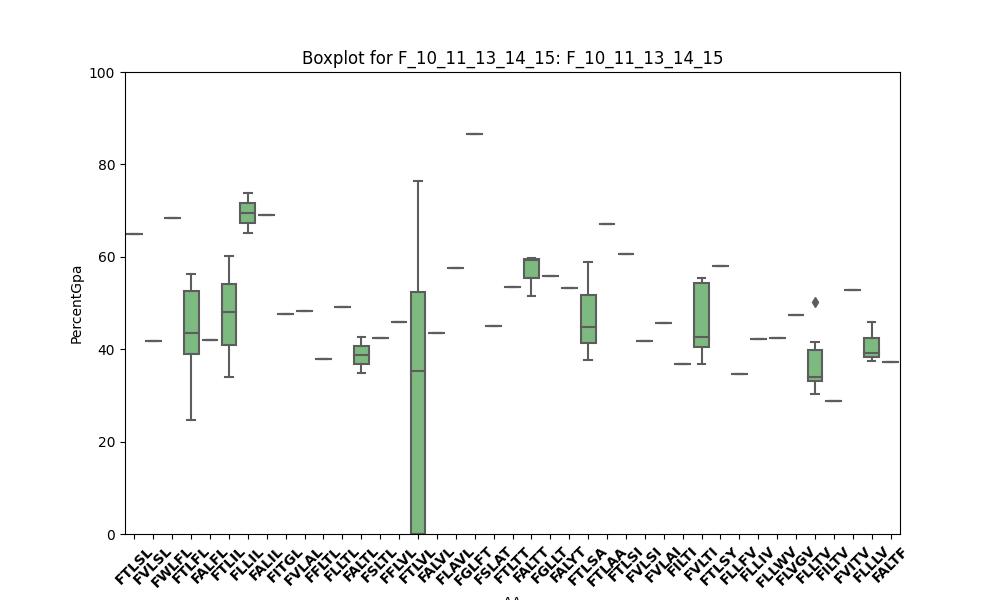 Boxplot for F_10_11_13_14_15: F_10_11_13_14_15
PercentGpa
100
80
60
40
20
0
FTLSL
FVLSL
FWLFL
FTLFL
FALFL
FTLIL
FLLIL
FALIL
FITGL
FVLAL
FFLTL
FLLTL
FALTL
FSLTL
FFLVL
FTLVL
FALVL
FLAVL
FGLFT
FSLAT
FTLTT
FALTT
FGLLT
FALYT
FTLSA
FTLAA
FTLSI
FVLSI
FVLAI
FILTI
FVLTI
FTLSY
FLLFV
FLLIV
FLLWV
FLVGV
FLLTV
FILTV
FVITV
FLLLV
FALTF